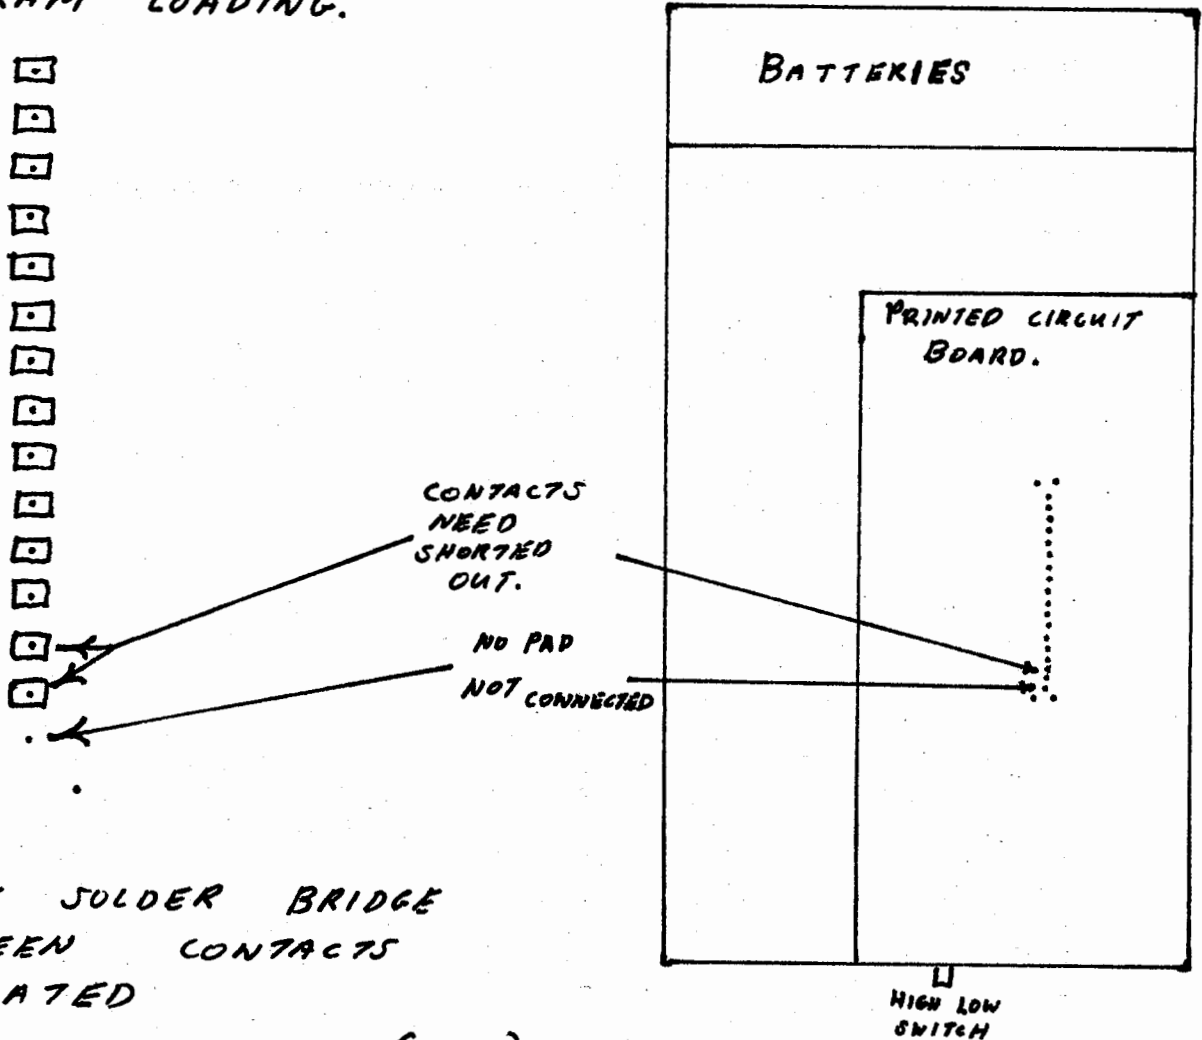 LOADING.
BATTERIES
PRINTED CIRCUIT
BOARD.
CONTACTS
NEED
SHORTED
OUT.
NO PAD
NOT CONNECTED
SOLDER BRIDGE
CONTACTS
HIGH LOW
SWITCH